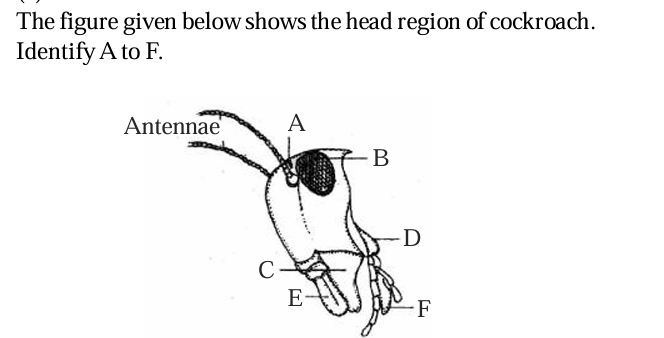 The figure given below shows the head region of cockroach.
Identify A to F.
Antennae
A
B
D
C
E
F